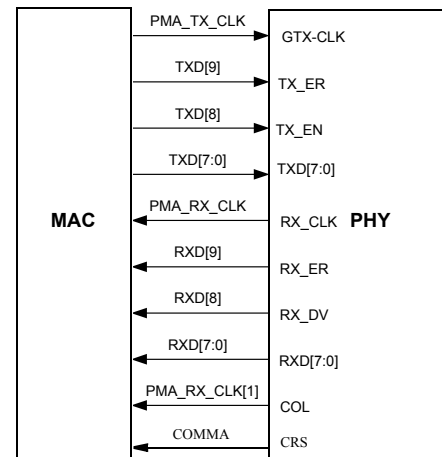 PMA_TX_CLK
GTX-CLK
TXD[9]
TX_ER
TXD[8]
TX_EN
TXD[7:0]
TXD[7:0]
PMA_RX_CLK
MAC
RX_CLK PHY
RXD[9]
RX_ER
RXD[8]
RX_DV
RXD[7:0]
RXD[7:0]
PMA_RX_CLK[1]
COL
COMMA
CRS